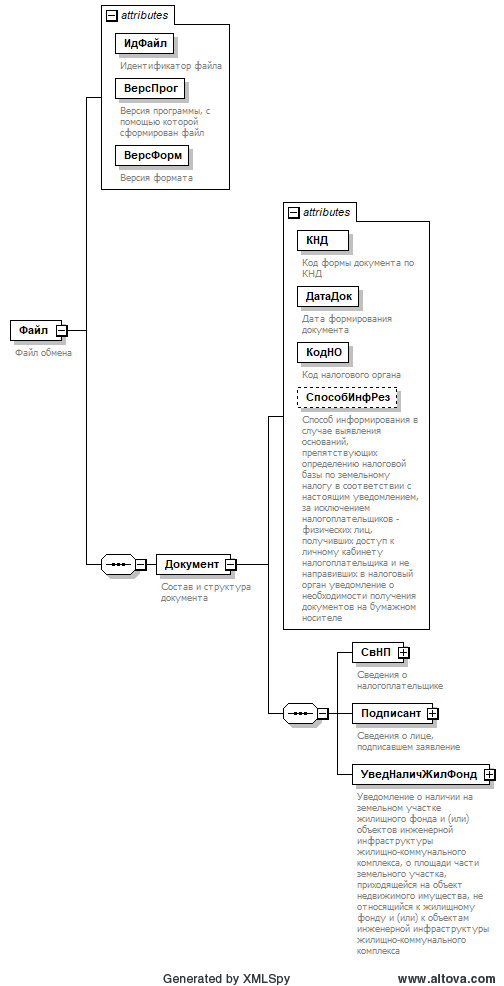 attributes
ИдФайл
Идентификатор файла
ВерсПрог
Версия программы, с
помощью которой
сформирован файл
ВерсФорм
Версия формата
Файл
Файл обмена
Документ
Состав и структура
документа
attributes
КНД
Код формы документа по
КНД
ДатаДок
Дата формирования
документа
КодНО
Код налогового органа
СпособИнфРез
Способ информирования в
случае выявления
оснований,
препятствующих
определению налоговой
базы по земельному
налогу в соответствии с
настоящим уведомлением,
за исключением
налогоплательщиков -
физических лиц,
получивших доступ к
личному кабинету
налогоплательщика и не
направивших в налоговый
орган уведомление о
необходимости получения
документов на бумажном
носителе
СвНП
Сведения о
налогоплательщике
Подписант
Сведения о лице,
подписавшем заявление
УведНаличЖилФонд
Уведомление о наличии на
земельном участке
жилищного фонда и (или)
объектов инженерной
инфраструктуры
жилищно-коммунального
комплекса, о площади части
земельного участка,
приходящейся на объект
недвижимого имущества, не
относящийся к жилищному
фонду и (или) к объектам
инженерной инфраструктуры
жилищно-коммунального
комплекса
Generated by XMLSpy
www.altova.com